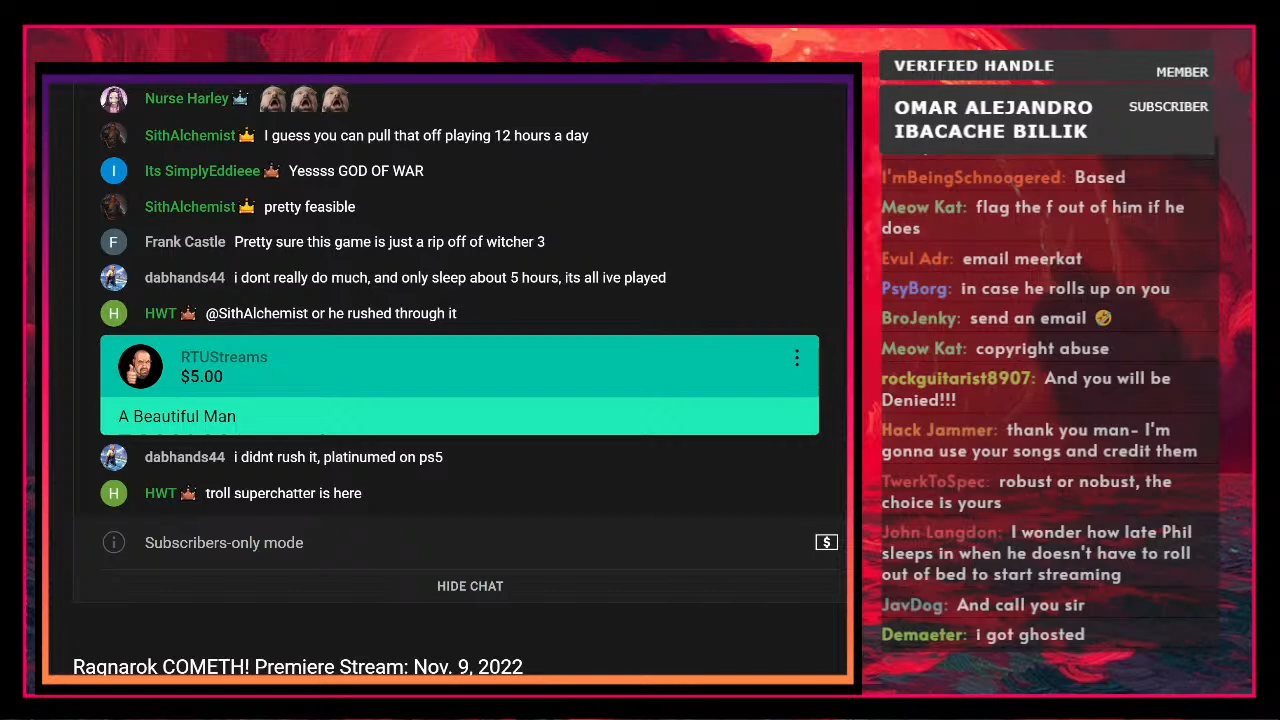 Nurse Harley
SithAlchemist I guess you can pull that off playing 12 hours a day
Its SimplyEddieee Yessss GOD OF WAR
SithAlchemist pretty feasible
F Frank Castle Pretty sure this game is just a rip off of witcher 3
dabhands44 i dont really do much, and only sleep about 5 hours, its all ive played
H HWT @SithAlchemist or he rushed through it
RTUStreams
$5.00
A Beautiful Man
dabhands44 i didnt rush it, platinumed on ps5
H HWT troll superchatter is here
Subscribers-only mode
HIDE CHAT
Ragnarok COMETH! Premiere Stream: Nov. 9, 2022
VERIFIED HANDLE
MEMBER
OMAR ALEJANDRO
IBACACHE BILLIK
SUBSCRIBER
I'mBeingSchnoogered: Based
Meow Kat: flag the f out of him if he
does
Evul Adr: email meerkat
PsyBorg: in case he rolls up on you
BroJenky: send an email 🤣
Meow Kat: copyright abuse
rockguitarist8907: And you will be
Denied!!!
Hack Jammer: thank you man- I'm
gonna use your songs and credit them
TwerkToSpec: robust or nobust, the
choice is yours
John Langdon: I wonder how late Phil
sleeps in when he doesn't have to roll
out of bed to start streaming
JavDog: And call you sir
Demaeter: i got ghosted